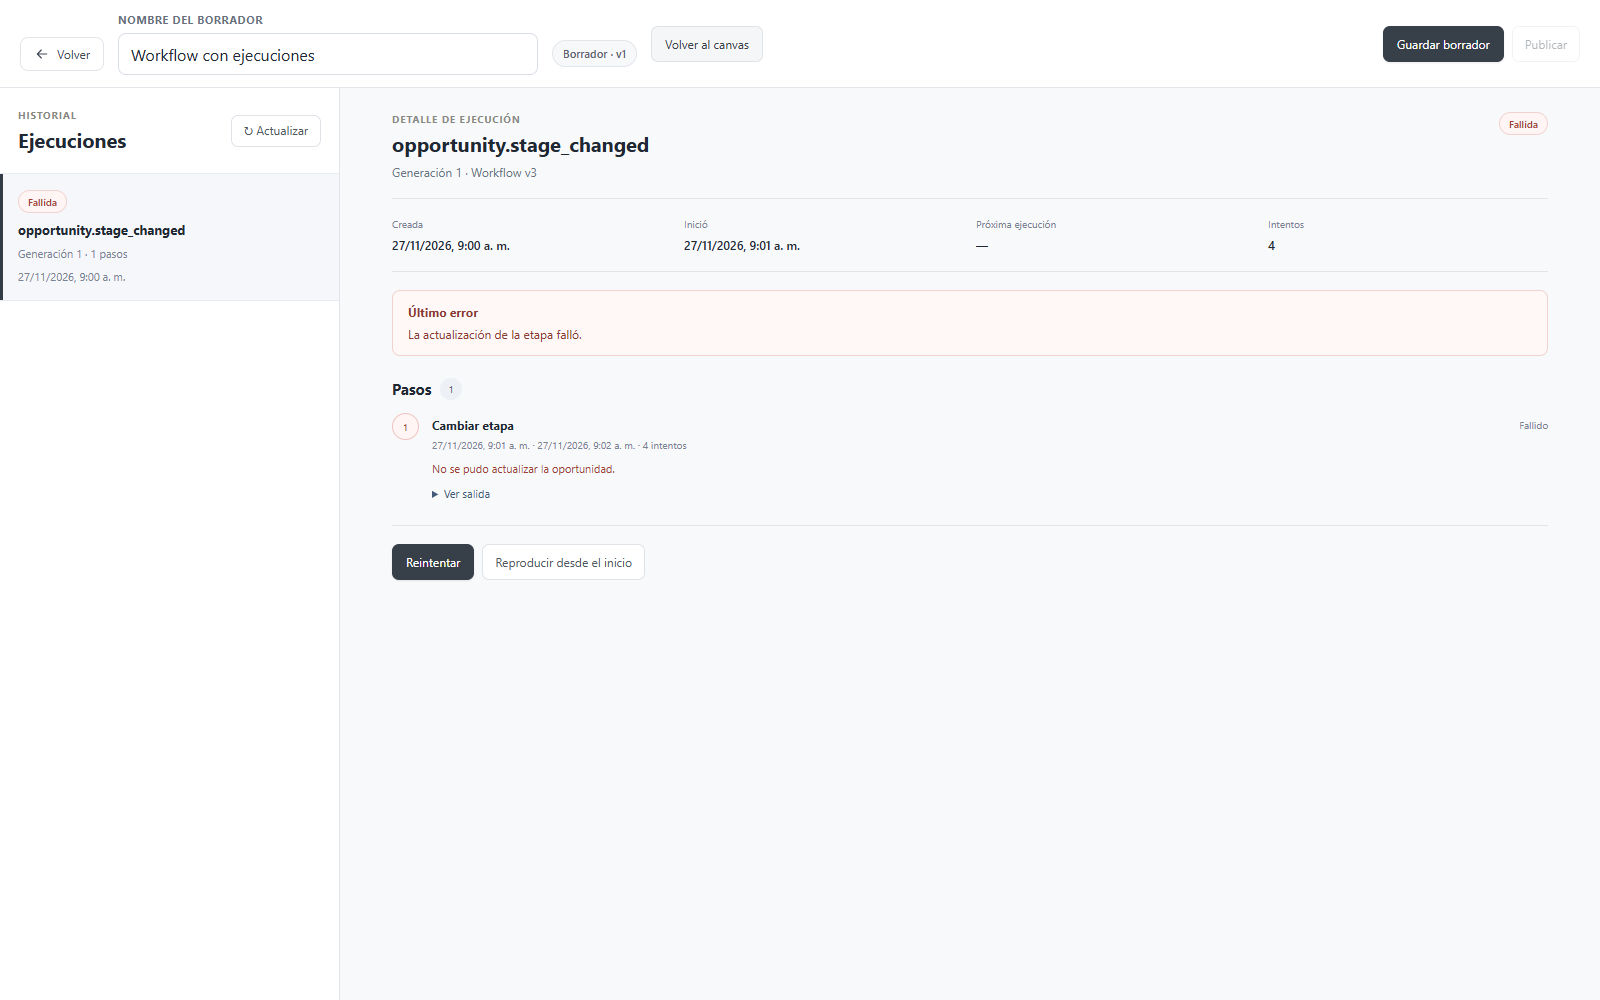 NOMBRE DEL BORRADOR
← Volver
Workflow con ejecuciones
Borrador · v1
Volver al canvas
Guardar borrador
Publicar
HISTORIAL
Ejecuciones
↻ Actualizar
Fallida
opportunity.stage_changed
Generación 1 · 1 pasos
27/11/2026, 9:00 a. m.
DETALLE DE EJECUCIÓN
opportunity.stage_changed
Generación 1 · Workflow v3
Fallida
Creada
27/11/2026, 9:00 a. m.
Inició
27/11/2026, 9:01 a. m.
Próxima ejecución
—
Intentos
4
Último error
La actualización de la etapa falló.
Pasos 1
1
Cambiar etapa
Fallido
27/11/2026, 9:01 a. m. · 27/11/2026, 9:02 a. m. · 4 intentos
No se pudo actualizar la oportunidad.
▶ Ver salida
Reintentar
Reproducir desde el inicio